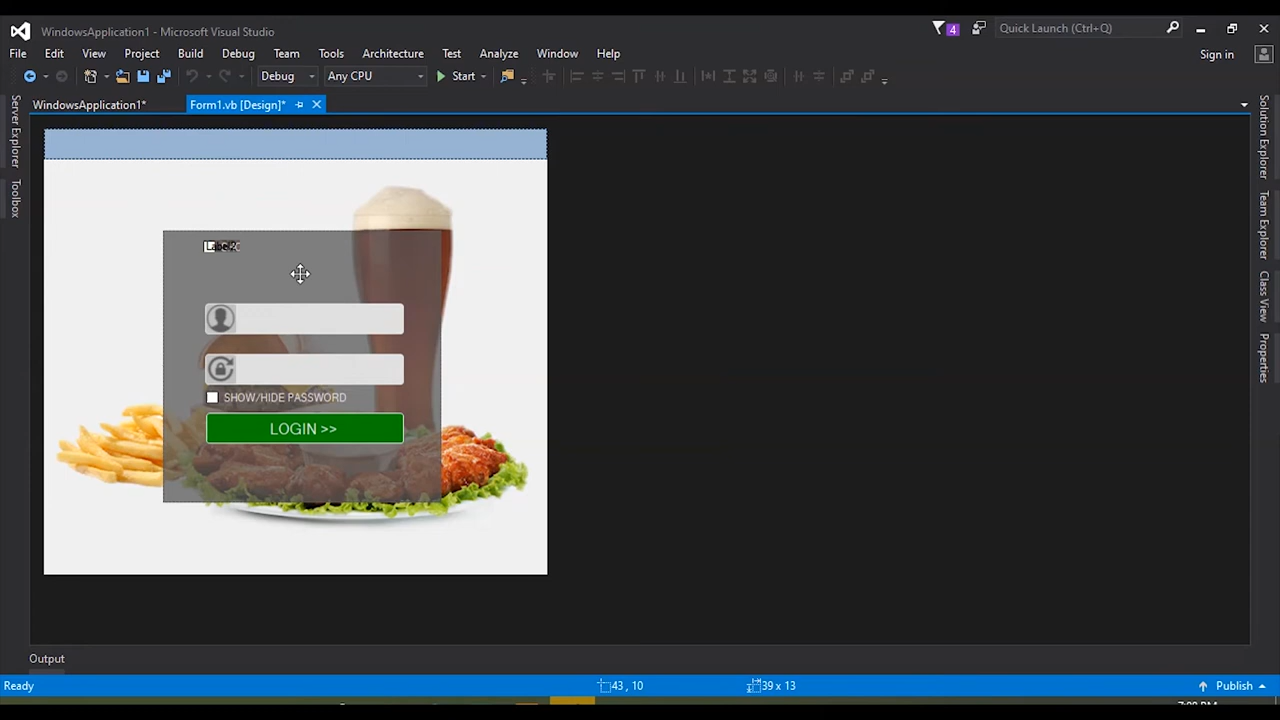 WindowsApplication1 - Microsoft Visual Studio
4
Quick Launch (Ctrl+Q)
File Edit View Project Build Debug Team Tools Architecture Test Analyze Window Help
Sign in
Debug Any CPU Start
WindowsApplication1* Form1.vb [Design]*
Server Explorer
Toolbox
Solution Explorer
Team Explorer
Class View
Properties
SHOW/HIDE PASSWORD
LOGIN >>
Output
Ready 43 , 10 39 x 13 Publish